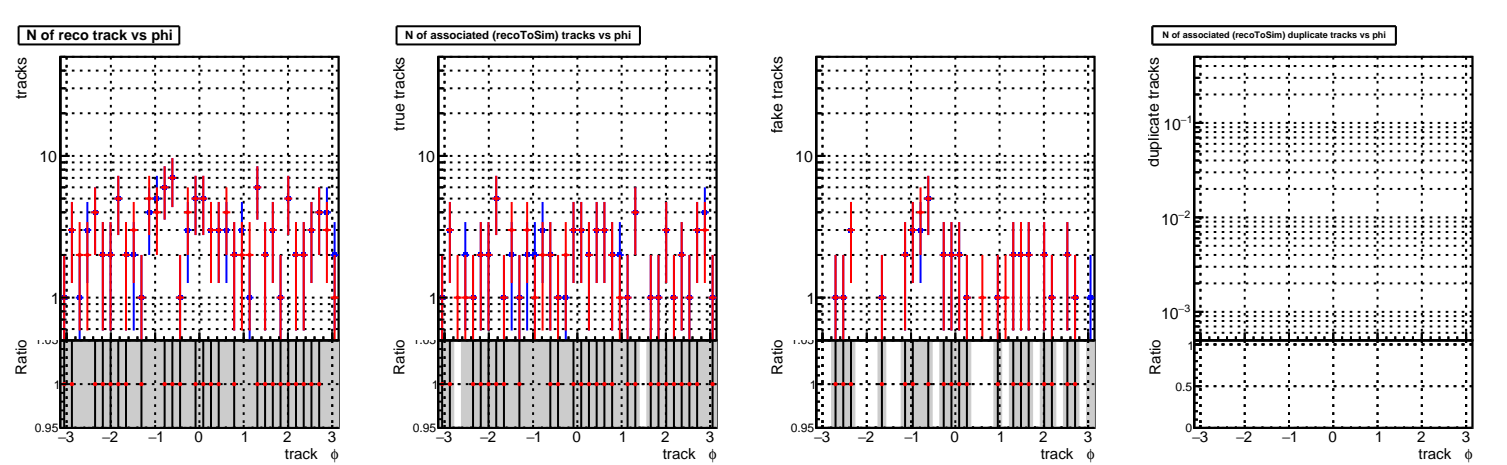 N of reco track vs phi
tracks
10
1
Ratio
1
0.95
−3 −2 −1 0 1 2 3
track ϕ
N of associated (recoToSim) tracks vs phi
true tracks
10
1
Ratio
1
0.95
−3 −2 −1 0 1 2 3
track ϕ
fake tracks
10
1
Ratio
1
0.95
−3 −2 −1 0 1 2 3
track ϕ
N of associated (recoToSim) duplicate tracks vs phi
duplicate tracks
10−1
10−2
10−3
Ratio
1
0.5
0
−3 −2 −1 0 1 2 3
track ϕ